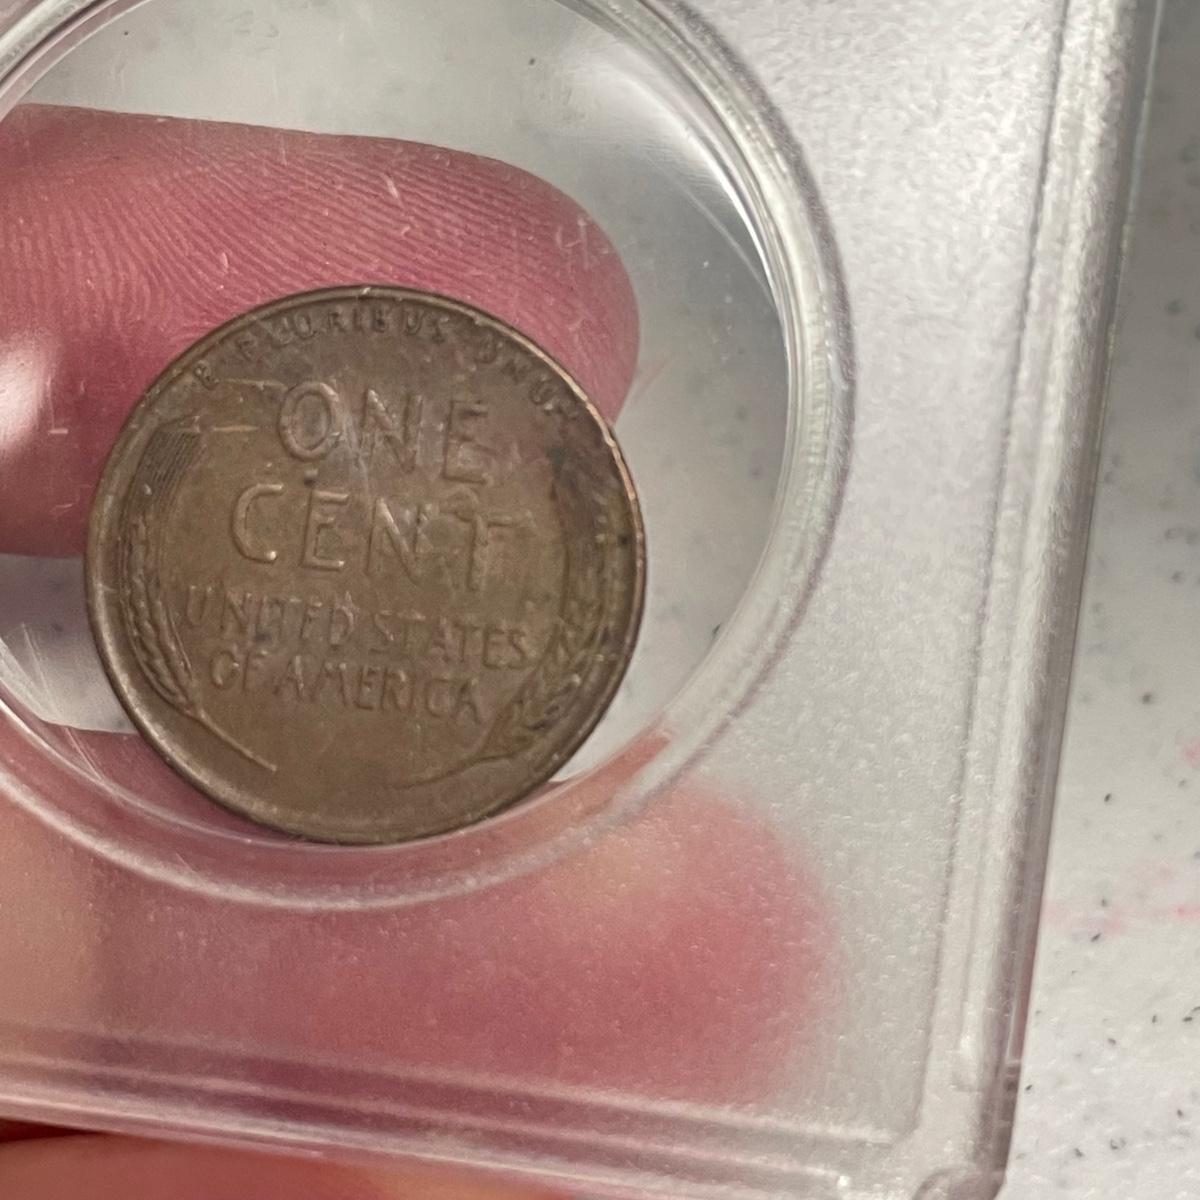 E PLURIBUS UNUM
ONE
CENT
UNITED STATES
OF AMERICA